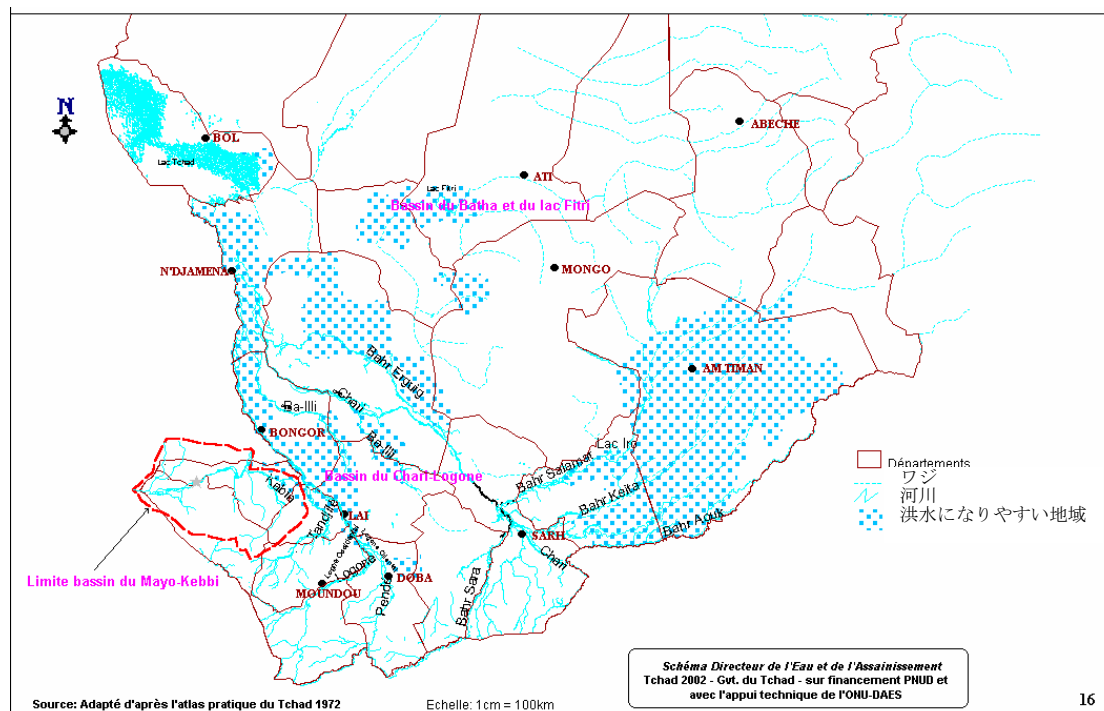 N
BOL
Lac Tchad
ABECHE
ATI
Lac Fitri
Bassin du Batha et du lac Fitri
N'DJAMENA
MONGO
AM TIMAN
Bahr Erguig
Chari
Ba-Illi
Ba-Illi
BONGOR
Lac Iro
Bahr Salamat
Bassin du Chari-Logone
Bahr Keita
Kabia
Bahr Aouk
LAI
Tandjile
SARH
Chari
Logone
DOBA
MOUNDOU
Pende
Bahr Sara
Limite bassin du Mayo-Kebbi
Départements
ワジ
河川
洪水になりやすい地域
Schéma Directeur de l'Eau et de l'Assainissement
Tchad 2002 - Gvt. du Tchad - sur financement PNUD et
avec l'appui technique de l'ONU-DAES
Source: Adapté d'après l'atlas pratique du Tchad 1972
Echelle: 1cm = 100km
16